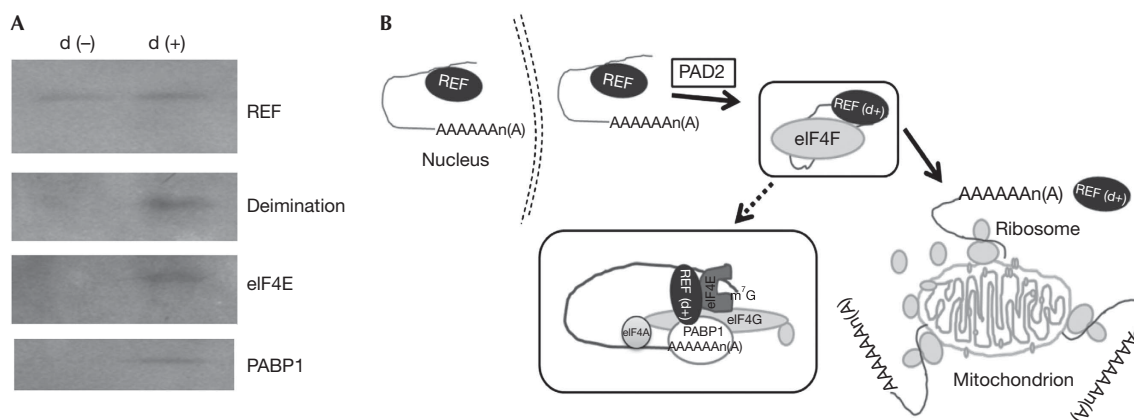 A
d (–) d (+)
REF
Deimination
eIF4E
PABP1
B
REF
AAAAAAn(A)
Nucleus
REF
AAAAAAn(A)
PAD2
REF (d+)
eIF4F
REF (d+)
eIF4E
m7G
eIF4G
eIF4A
PABP1
AAAAAAn(A)
AAAAAAn(A)
REF (d+)
Ribosome
AAAAAAn(A)
Mitochondrion
AAAAAAn(A)